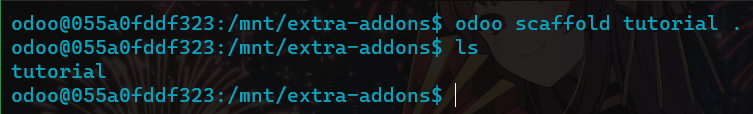 odoo@055a0fddf323:/mnt/extra-addons$ odoo scaffold tutorial .
odoo@055a0fddf323:/mnt/extra-addons$ ls
tutorial
odoo@055a0fddf323:/mnt/extra-addons$